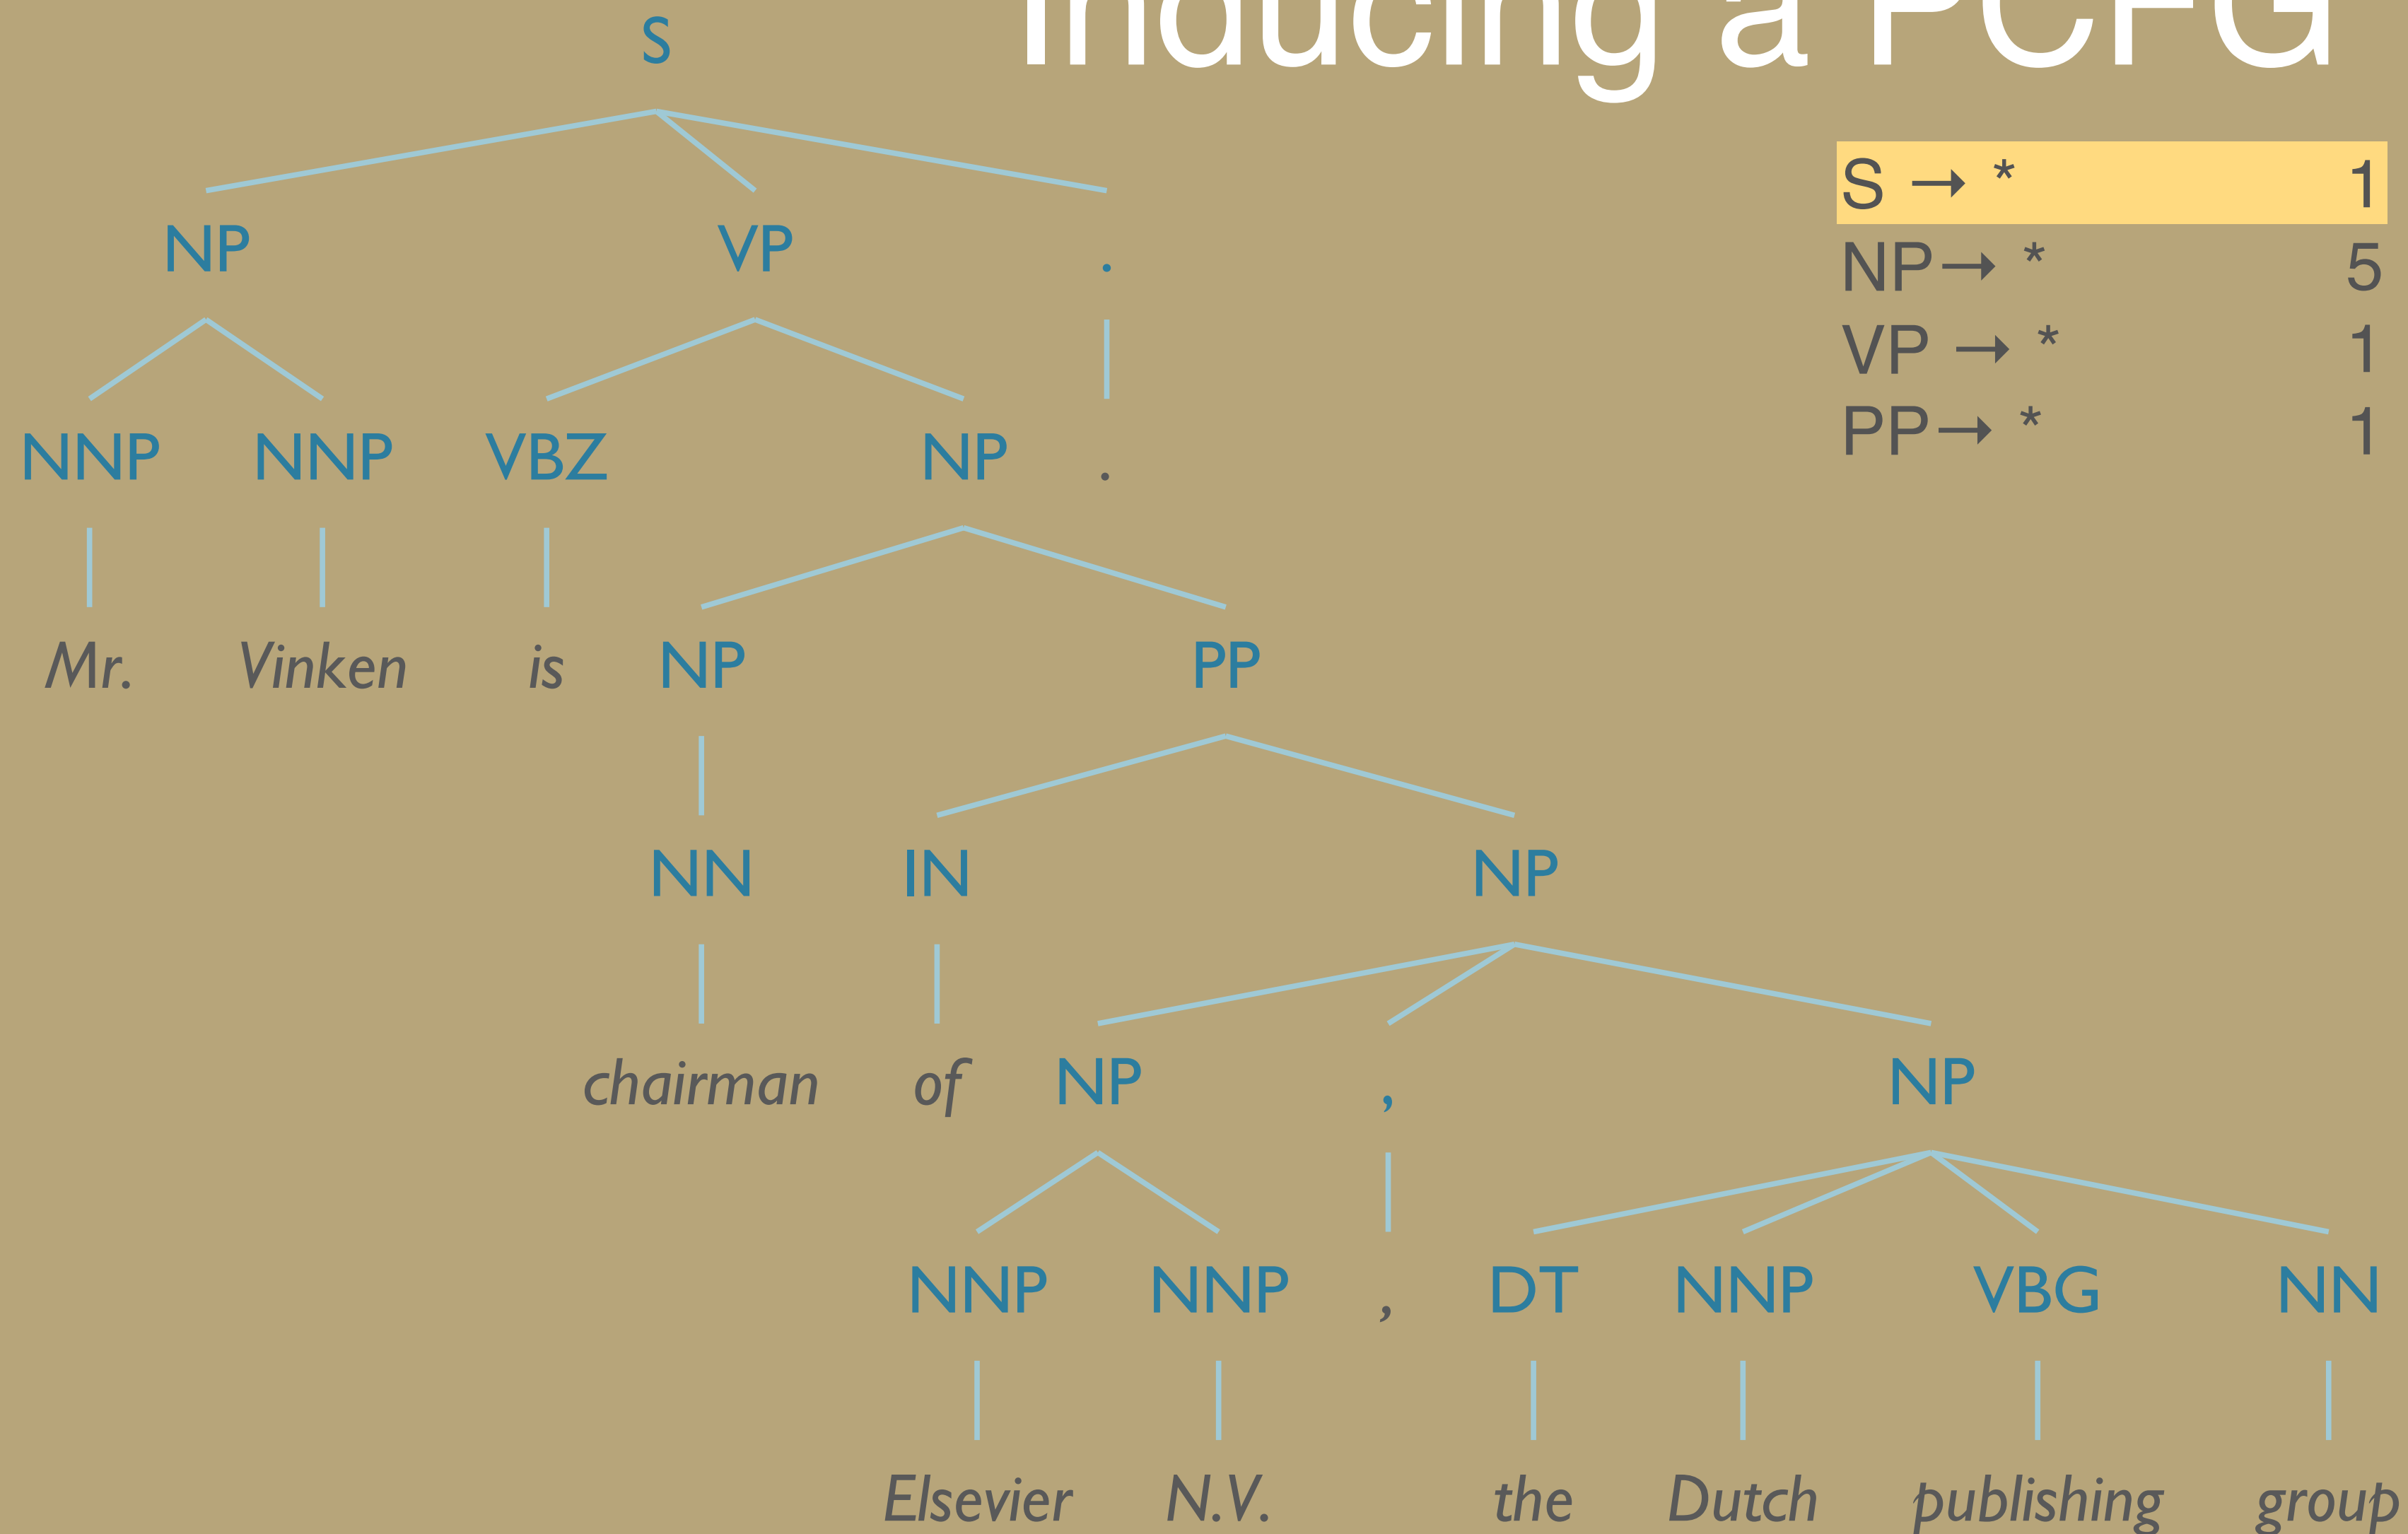 Inducing a PCFG
S
S → * 1
NP → * 5
VP → * 1
PP → * 1
NP VP .
NNP NNP VBZ NP .
Mr. Vinken is NP PP
NN IN NP
chairman of NP , NP
NNP NNP , DT NNP VBG NN
Elsevier N.V. the Dutch publishing group